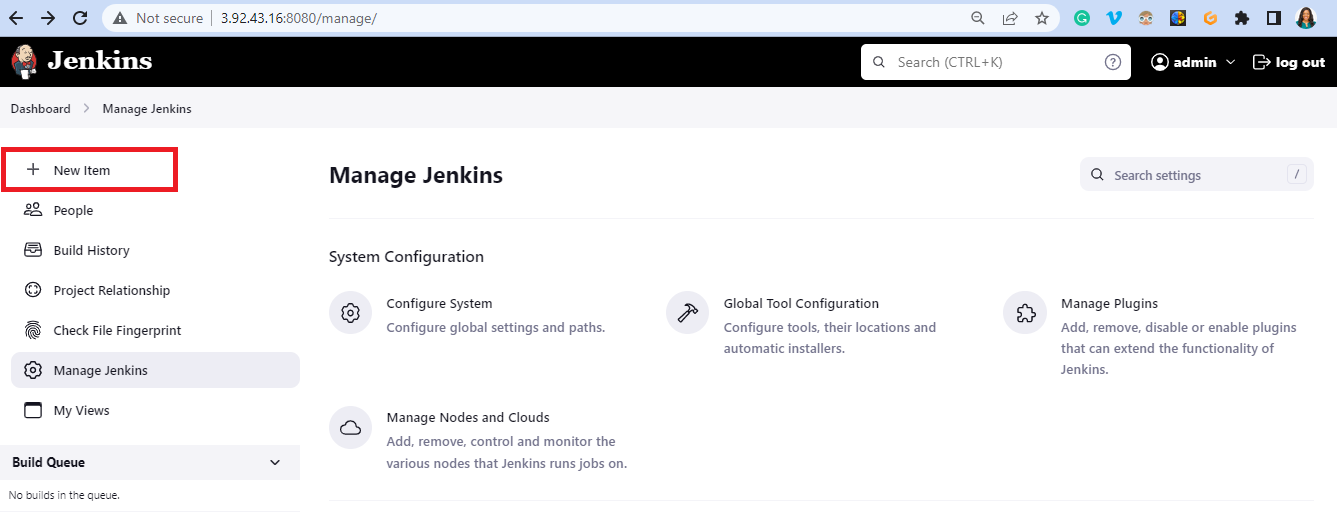 Not secure | 3.92.43.16:8080/manage/
Jenkins
Search (CTRL+K)
?
admin
log out
Dashboard
Manage Jenkins
New Item
People
Build History
Project Relationship
Check File Fingerprint
Manage Jenkins
My Views
Build Queue
No builds in the queue.
Manage Jenkins
Search settings
/
System Configuration
Configure System
Configure global settings and paths.
Global Tool Configuration
Configure tools, their locations and
automatic installers.
Manage Plugins
Add, remove, disable or enable plugins
that can extend the functionality of
Jenkins.
Manage Nodes and Clouds
Add, remove, control and monitor the
various nodes that Jenkins runs jobs on.